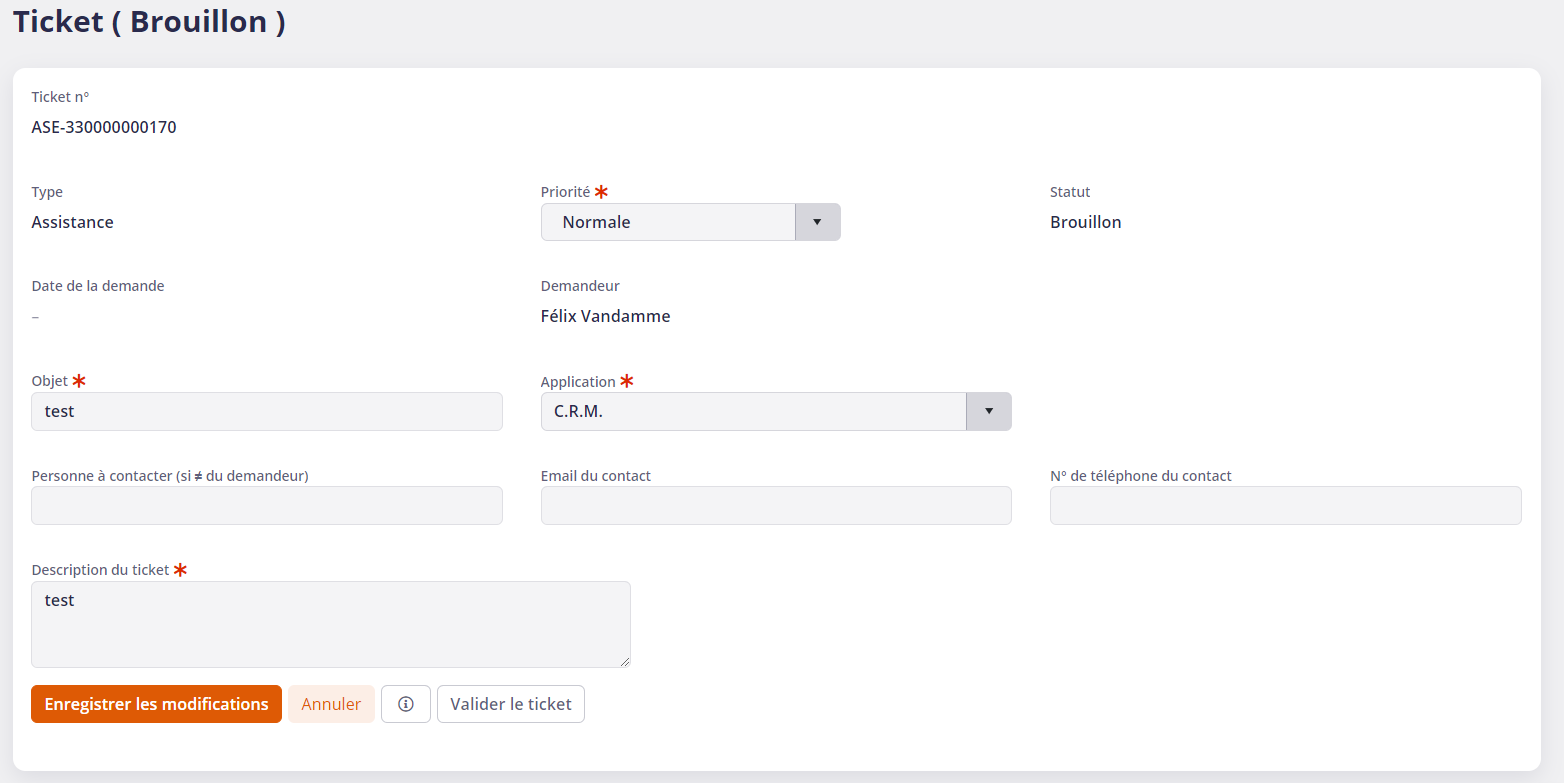 Ticket ( Brouillon )
Ticket n°
ASE-330000000170
Type
Priorité *
Statut
Assistance
Normale
Brouillon
Date de la demande
Demandeur
–
Félix Vandamme
Objet *
Application *
test
C.R.M.
Personne à contacter (si ≠ du demandeur)
Email du contact
N° de téléphone du contact
Description du ticket *
test
Enregistrer les modifications
Annuler
Valider le ticket